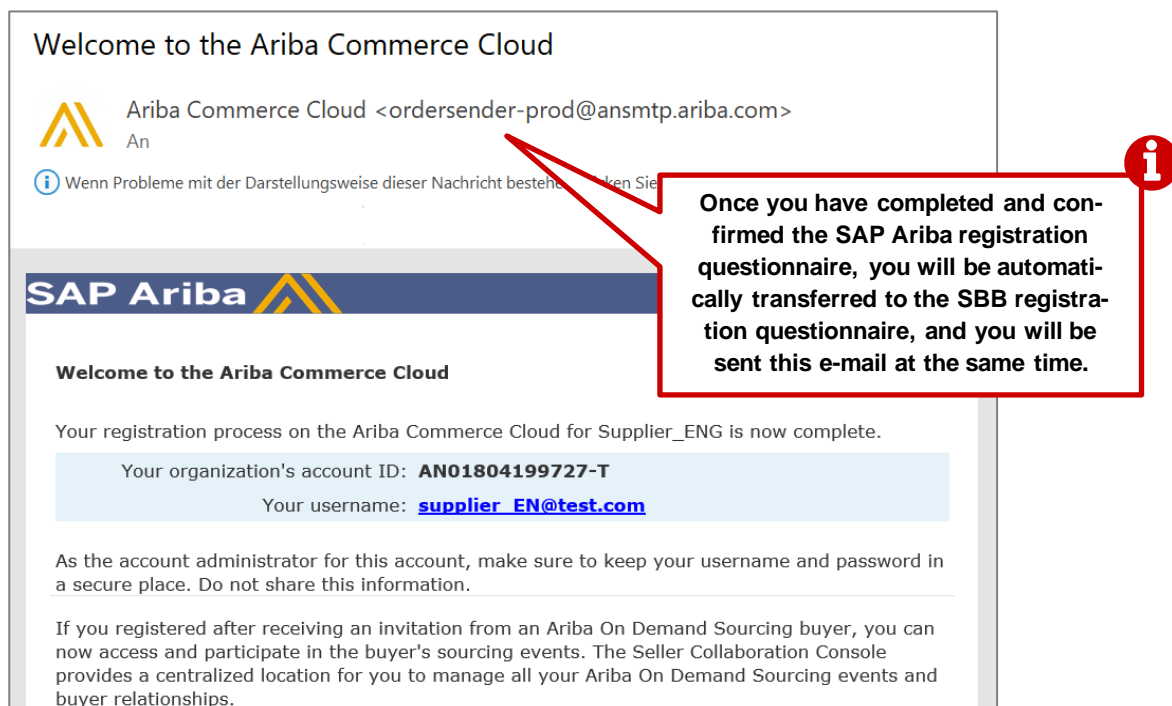 Welcome to the Ariba Commerce Cloud
Ariba Commerce Cloud <ordersender-prod@ansmtp.ariba.com>
An
Wenn Probleme mit der Darstellungsweise dieser Nachricht Sie
Once you have completed and con-
firmed the SAP Ariba registration
questionnaire, you will be automati-
cally transferred to the SBB registra-
tion questionnaire, and you will be
sent this e-mail at the same time.
SAP Ariba
Welcome to the Ariba Commerce Cloud
Your registration process on the Ariba Commerce Cloud for Supplier_ENG is now complete.
Your organization's account ID: AN01804199727-T
Your username: supplier_EN@test.com
As the account administrator for this account, make sure to keep your username and password in
a secure place. Do not share this information.
If you registered after receiving an invitation from an Ariba On Demand Sourcing buyer, you can
now access and participate in the buyer's sourcing events. The Seller Collaboration Console
provides a centralized location for you to manage all your Ariba On Demand Sourcing events and
buyer relationships.